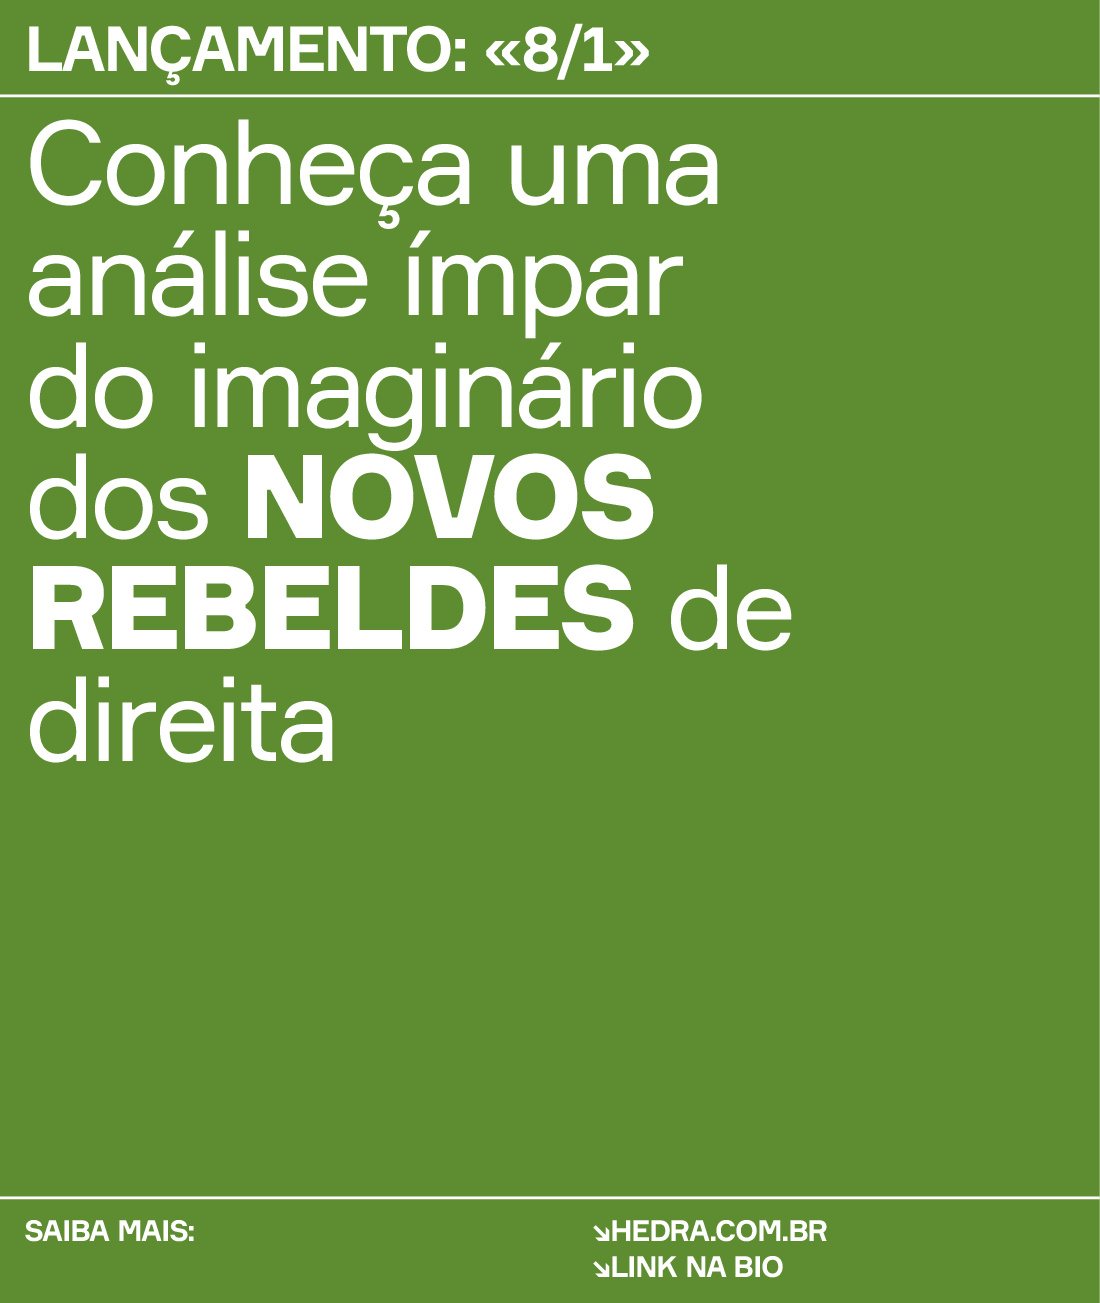 LANÇAMENTO: «8/1»
Conheça uma
análise ímpar
do imaginário
dos NOVOS
REBELDES de
direita
SAIBA MAIS:
↘HEDRA.COM.BR
↘LINK NA BIO